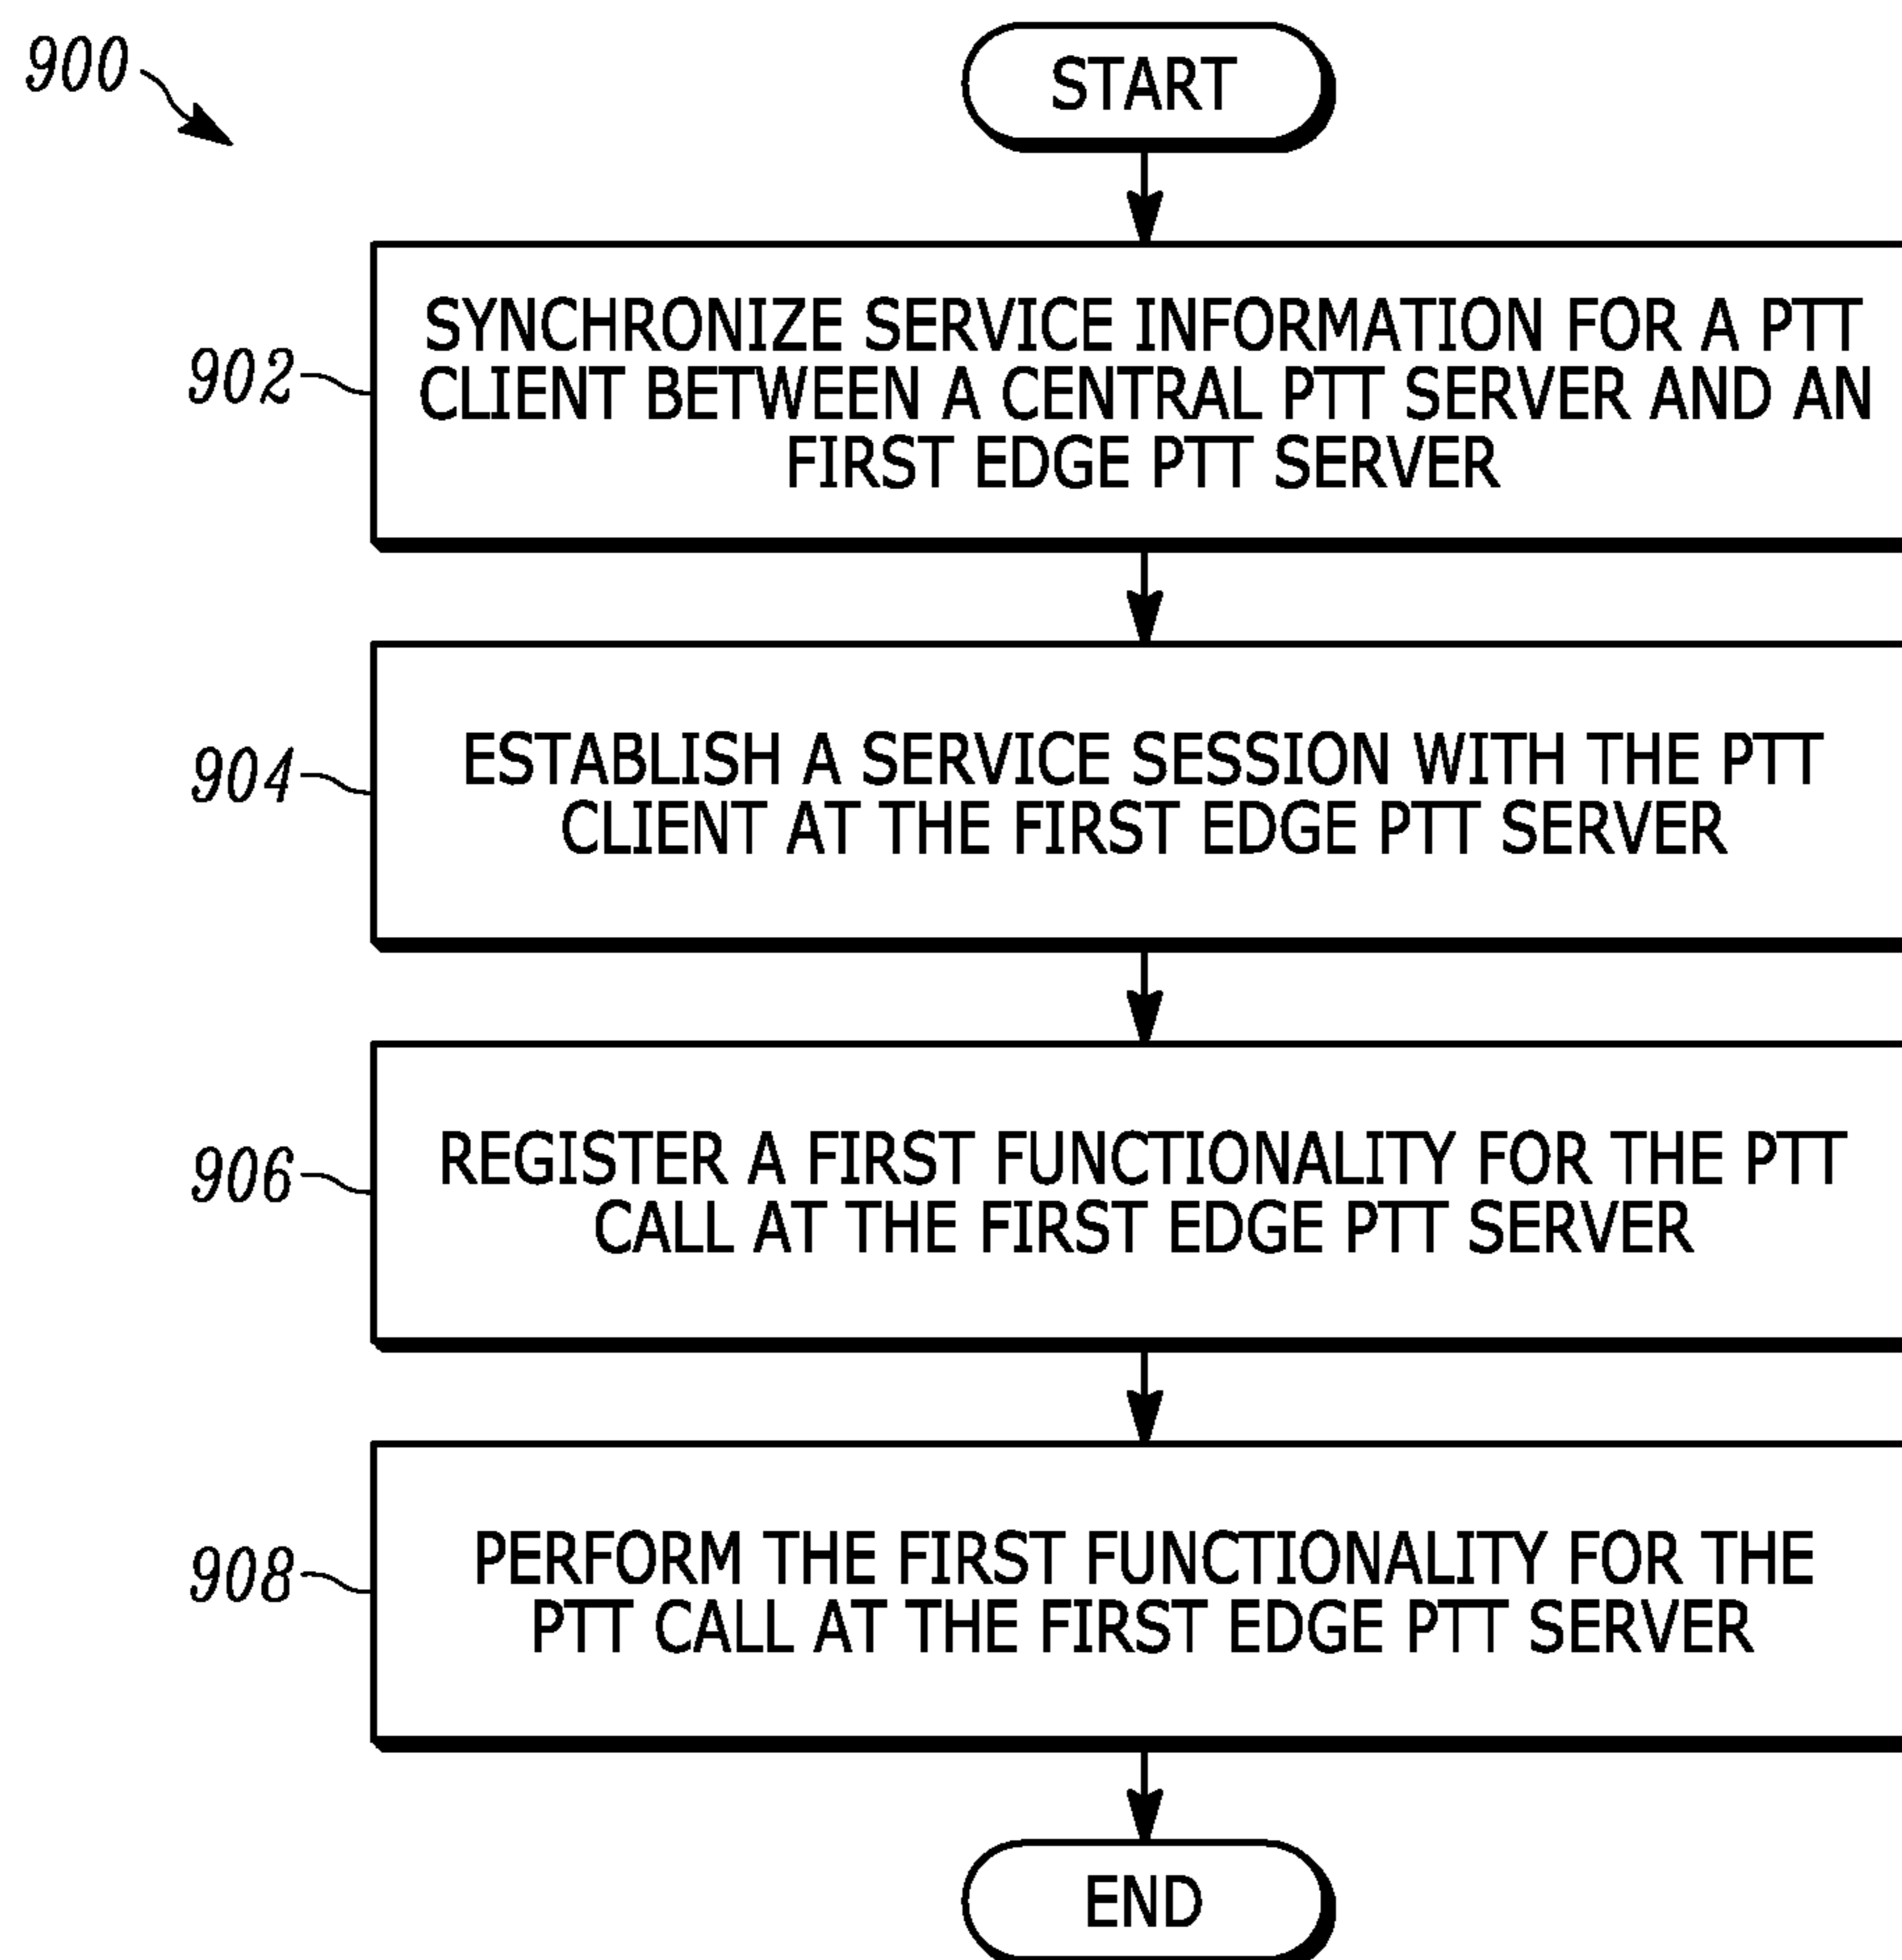 900
START
902
SYNCHRONIZE SERVICE INFORMATION FOR A PTT
CLIENT BETWEEN A CENTRAL PTT SERVER AND AN
FIRST EDGE PTT SERVER
904
ESTABLISH A SERVICE SESSION WITH THE PTT
CLIENT AT THE FIRST EDGE PTT SERVER
906
REGISTER A FIRST FUNCTIONALITY FOR THE PTT
CALL AT THE FIRST EDGE PTT SERVER
908
PERFORM THE FIRST FUNCTIONALITY FOR THE
PTT CALL AT THE FIRST EDGE PTT SERVER
END